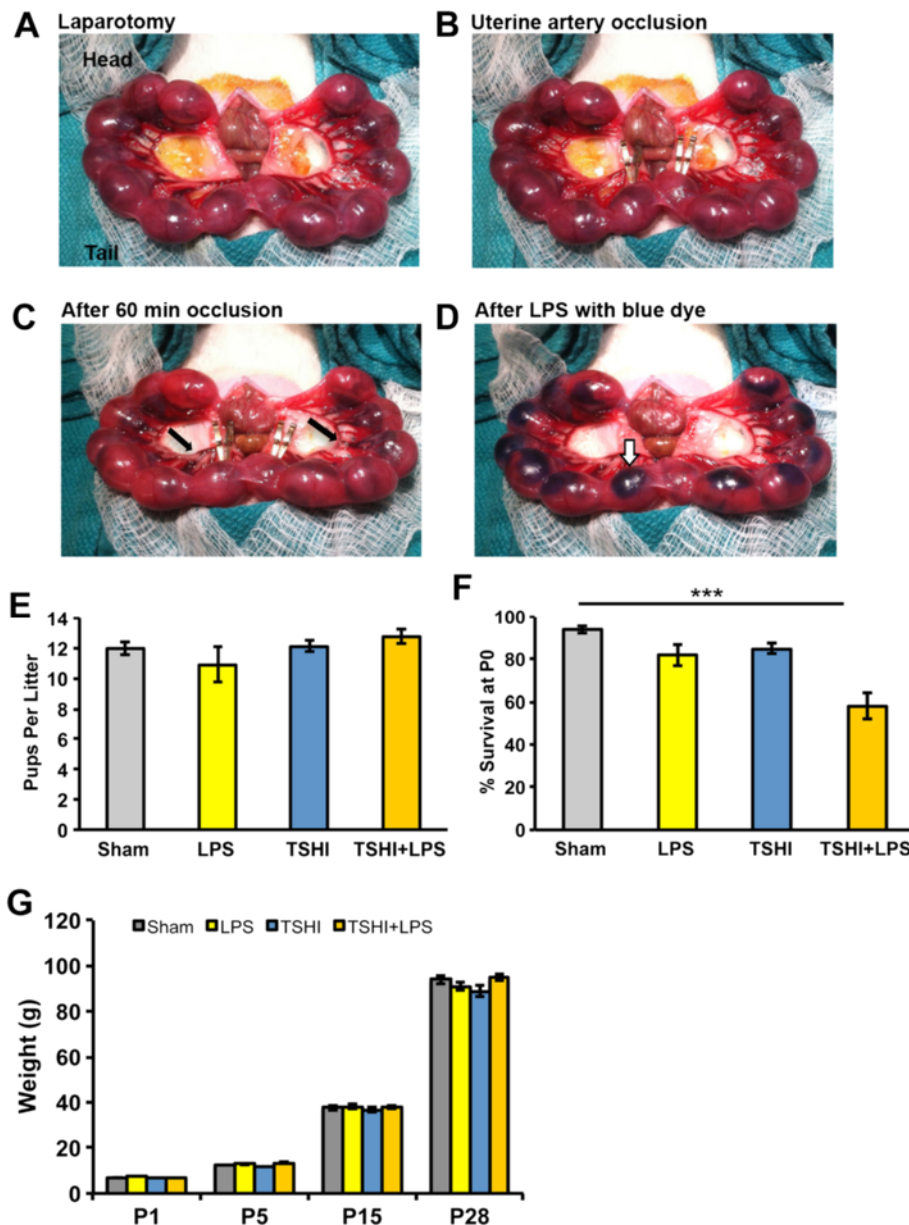 A Laparotomy
Head
Tail
B Uterine artery occlusion
C After 60 min occlusion
D After LPS with blue dye
E
Pups Per Litter
14
12
10
8
6
4
2
0
Sham LPS TSHI TSHI+LPS
F
***
% Survival at P0
100
80
60
40
20
0
Sham LPS TSHI TSHI+LPS
G
Sham LPS TSHI TSHI+LPS
Weight (g)
120
100
80
60
40
20
0
P1 P5 P15 P28